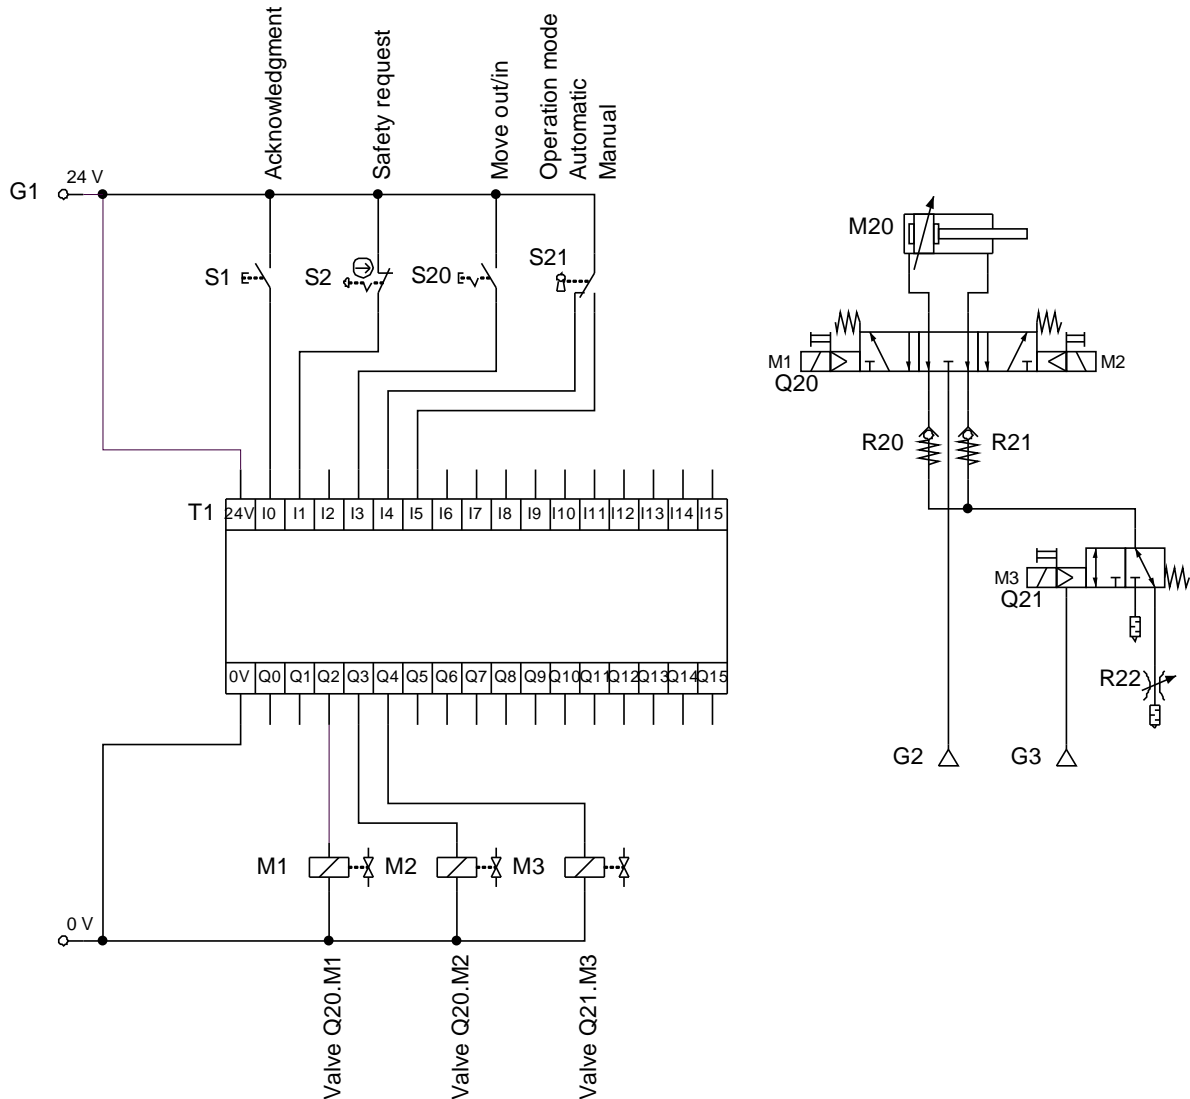 Acknowledgment
Safety request
Move out/in
Operation mode
Automatic
Manual
G1
24 V
S1
S2
S20
S21
T1
24V I0 I1 I2 I3 I4 I5 I6 I7 I8 I9 I10 I11 I12 I13 I14 I15
0V Q0 Q1 Q2 Q3 Q4 Q5 Q6 Q7 Q8 Q9 Q10 Q11 Q12 Q13 Q14 Q15
M1
M2
M3
0 V
Valve Q20.M1
Valve Q20.M2
Valve Q21.M3
M20
M1
Q20
M2
R20
R21
M3
Q21
R22
G2
G3